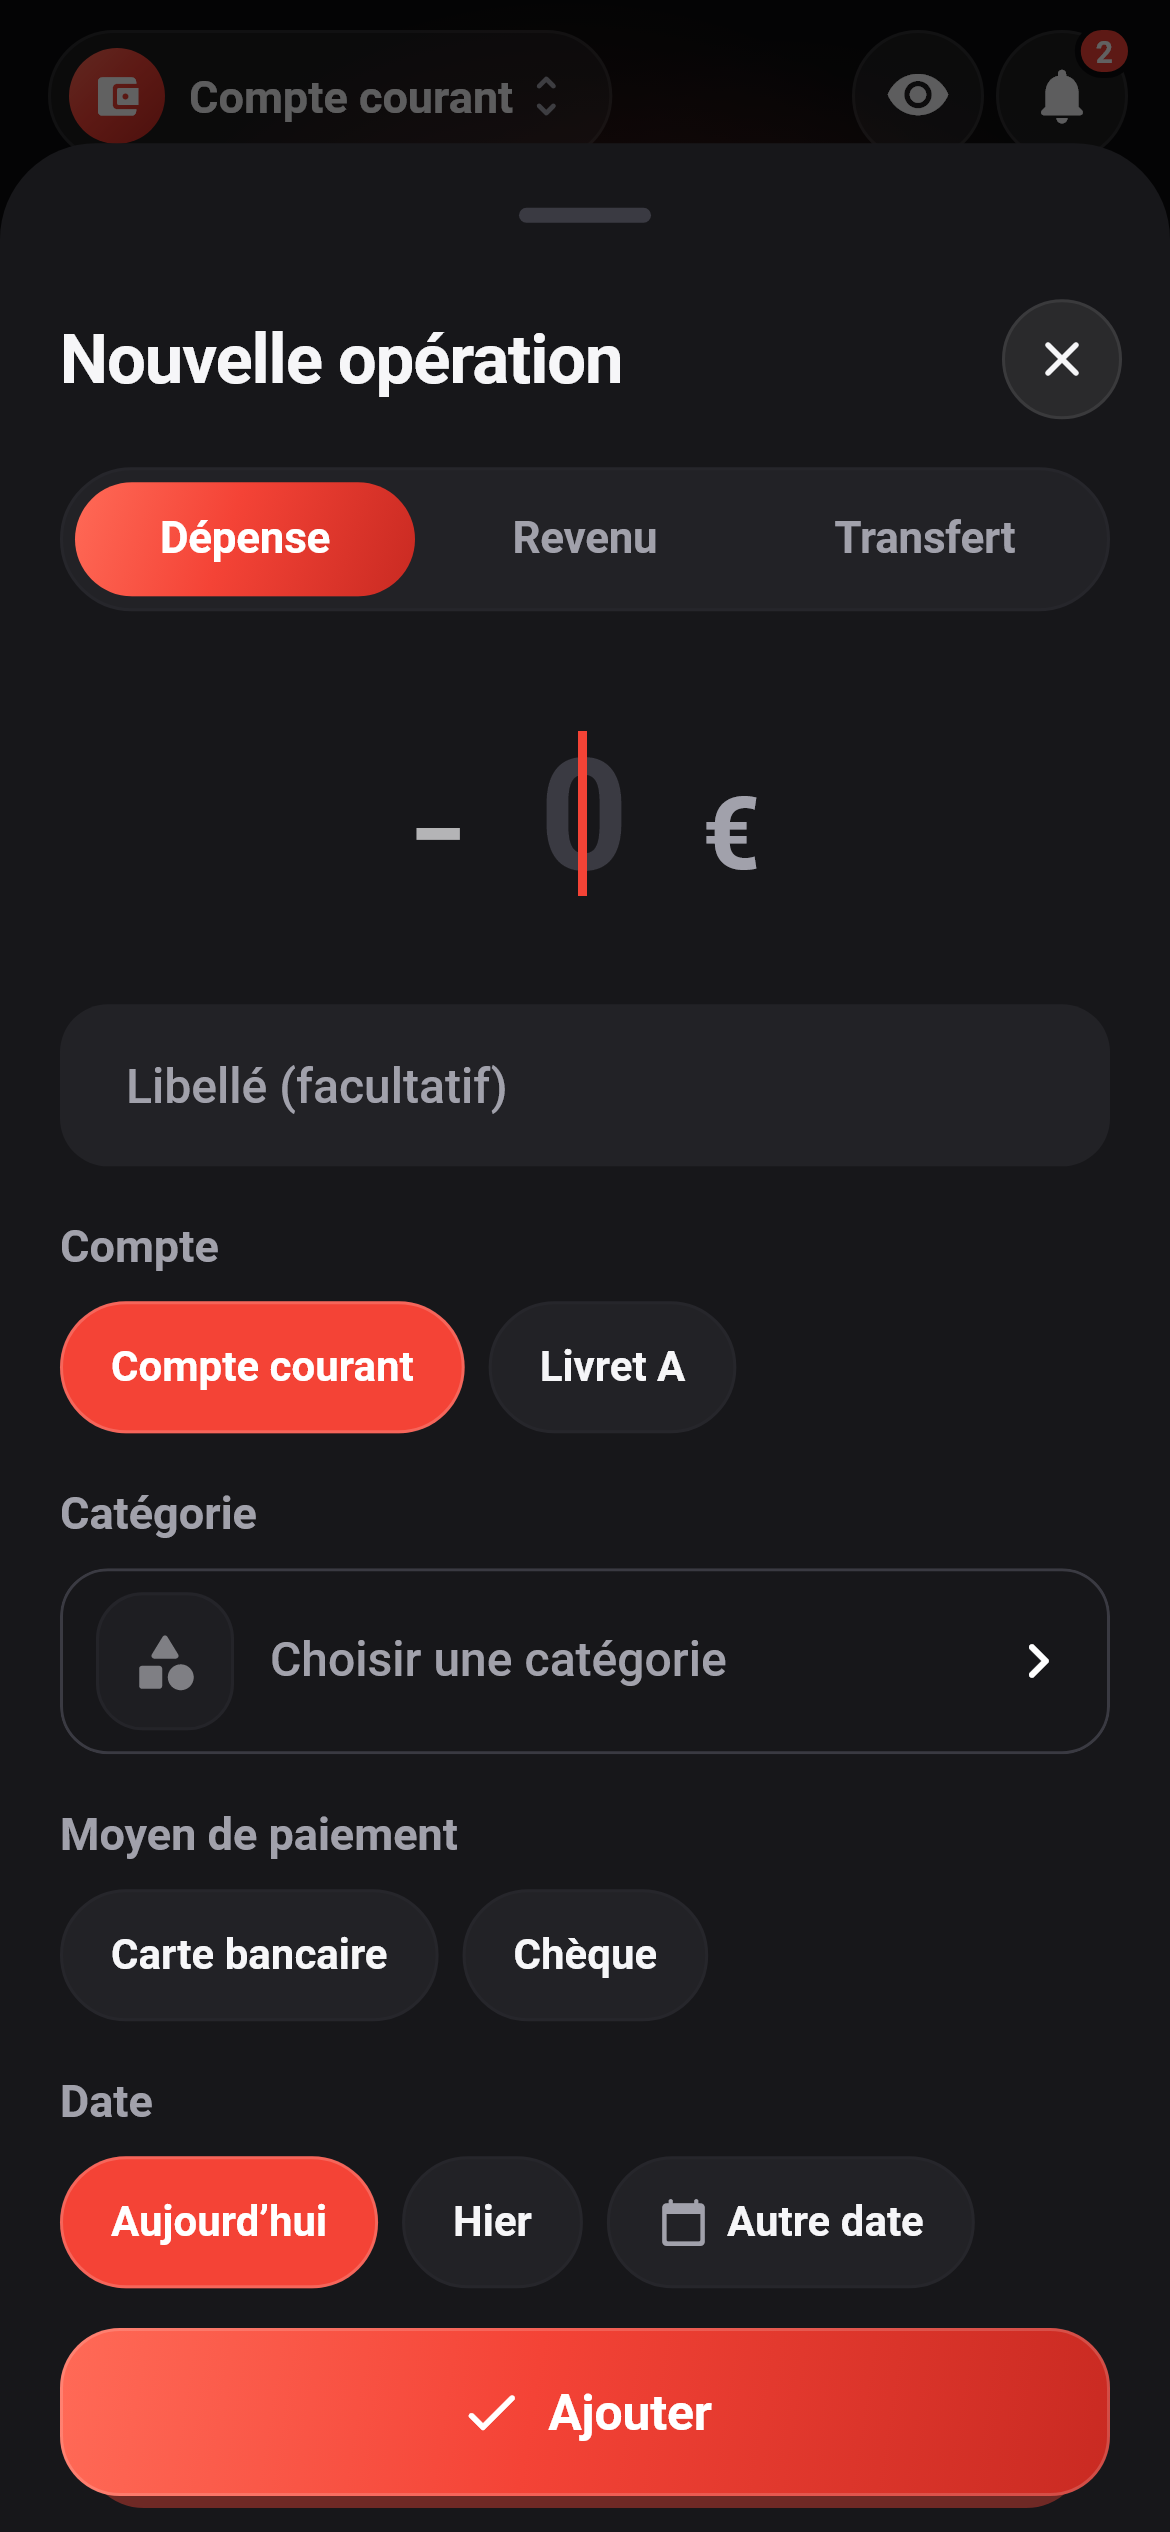 Compte courant
2
Nouvelle opération
Dépense Revenu Transfert
− 0 €
Libellé (facultatif)
Compte
Compte courant Livret A
Catégorie
Choisir une catégorie
Moyen de paiement
Carte bancaire Chèque
Date
Aujourd’hui Hier Autre date
Ajouter